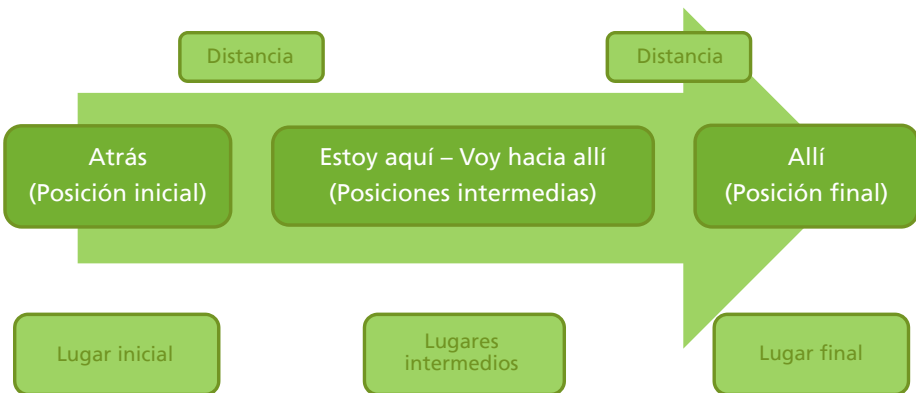 Distancia
Distancia
Atrás
(Posición inicial)
Estoy aquí – Voy hacia allí
(Posiciones intermedias)
Allí
(Posición final)
Lugar inicial
Lugares
intermedios
Lugar final